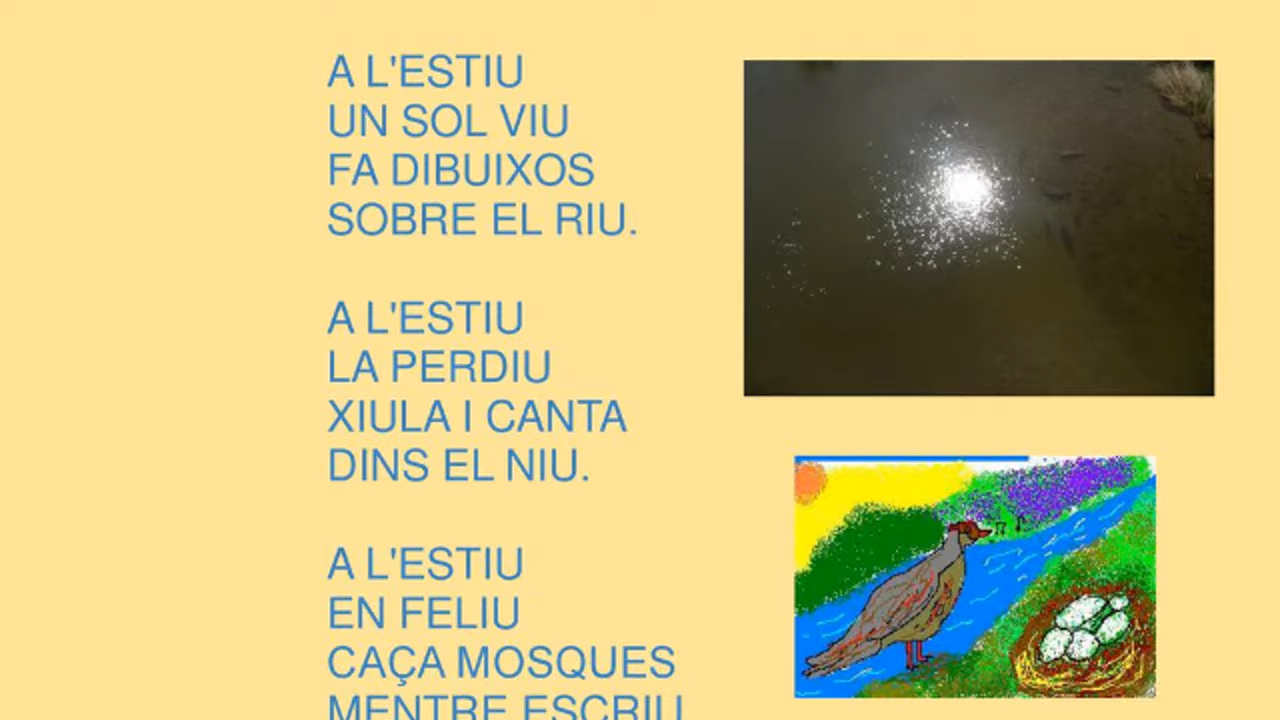 A L'ESTIU
UN SOL VIU
FA DIBUIXOS
SOBRE EL RIU.
A L'ESTIU
LA PERDIU
XIULA I CANTA
DINS EL NIU.
A L'ESTIU
EN FELIU
CAÇA MOSQUES
MENTRE ESCRIU